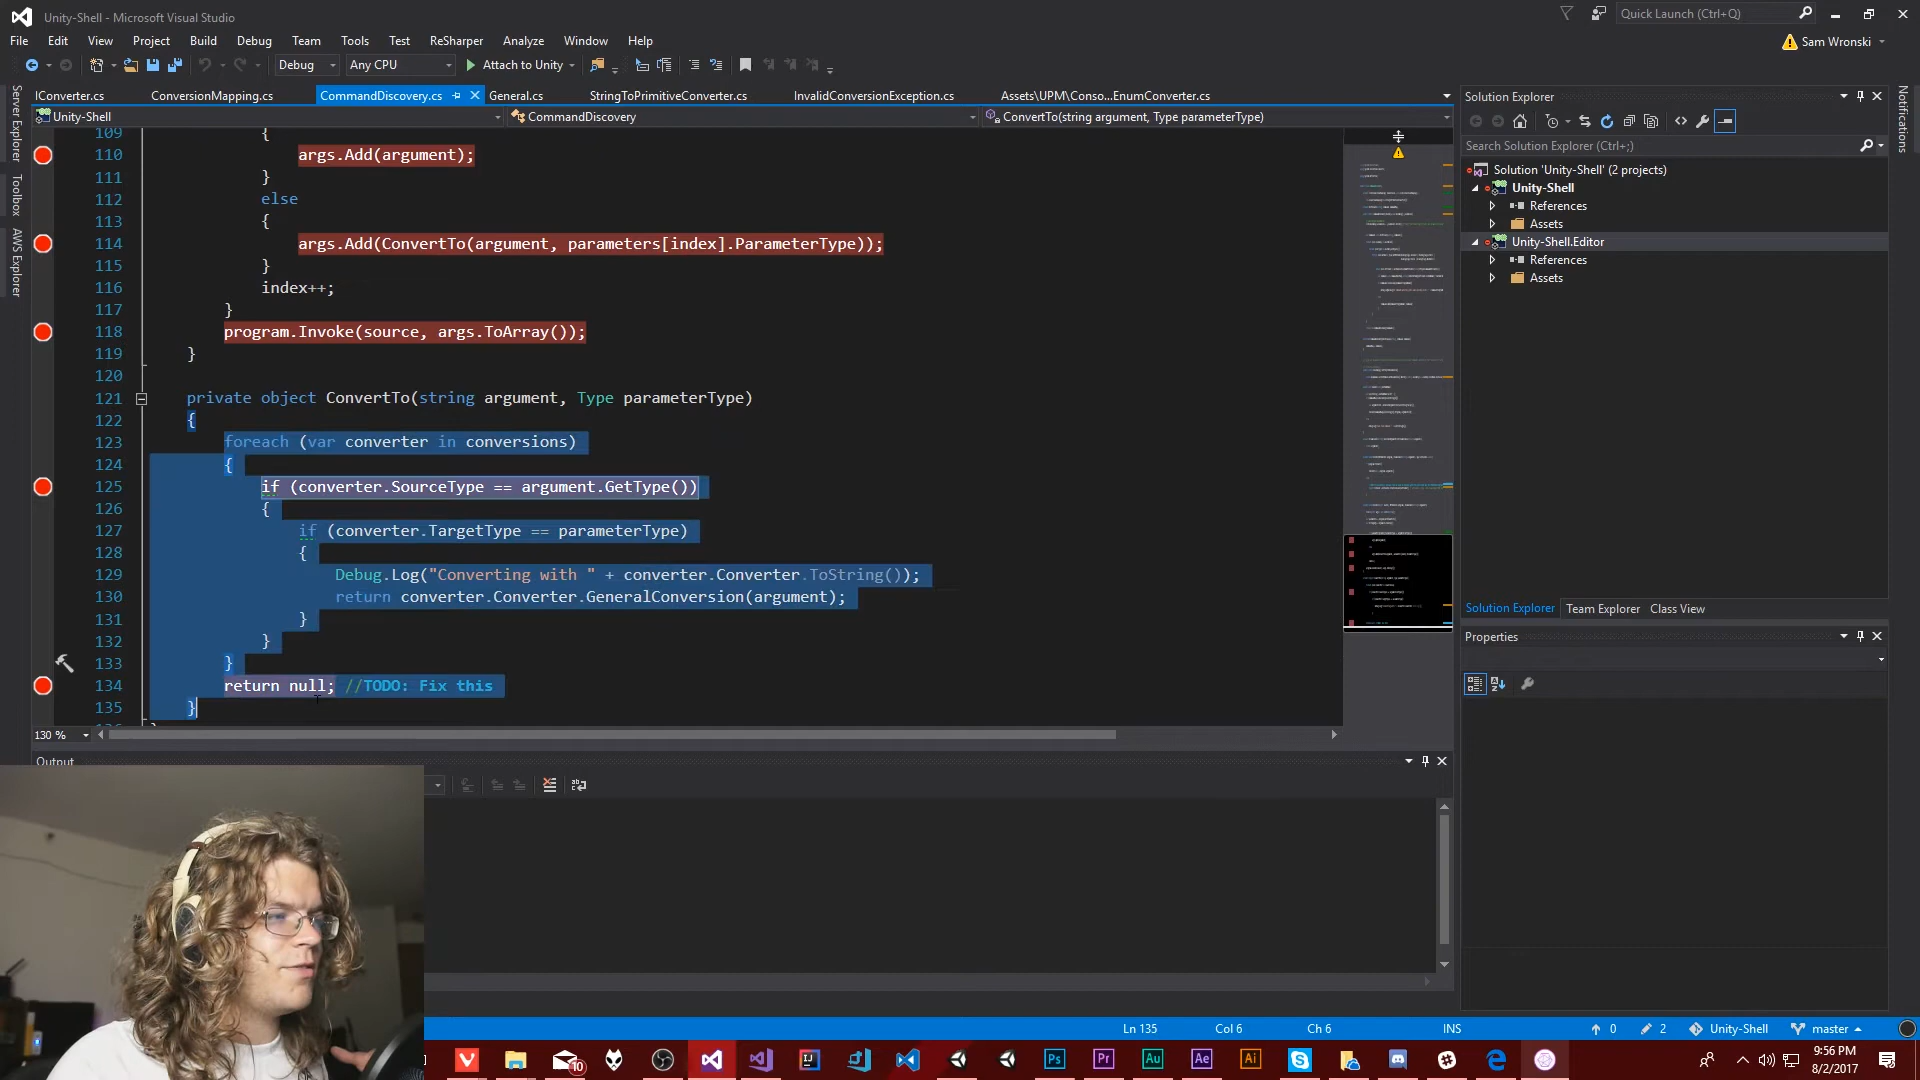 Unity-Shell - Microsoft Visual Studio
Quick Launch (Ctrl+Q)
File Edit View Project Build Debug Team Tools Test ReSharper Analyze Window Help
Sam Wronski
Debug Any CPU Attach to Unity
IConverter.cs ConversionMapping.cs CommandDiscovery.cs General.cs StringToPrimitiveConverter.cs InvalidConversionException.cs Assets\UPM\Conso...EnumConverter.cs
Unity-Shell CommandDiscovery ConvertTo(string argument, Type parameterType)
Server Explorer
Toolbox
AWS Explorer
109 {
110 args.Add(argument);
111 }
112 else
113 {
114 args.Add(ConvertTo(argument, parameters[index].ParameterType));
115 }
116 index++;
117 }
118 program.Invoke(source, args.ToArray());
119 }
120
121 private object ConvertTo(string argument, Type parameterType)
122 {
123 foreach (var converter in conversions)
124 {
125 if (converter.SourceType == argument.GetType())
126 {
127 if (converter.TargetType == parameterType)
128 {
129 Debug.Log("Converting with " + converter.Converter.ToString());
130 return converter.Converter.GeneralConversion(argument);
131 }
132 }
133 }
134 return null; //TODO: Fix this
135 }
130 %
Output
Solution Explorer
Search Solution Explorer (Ctrl+;)
Solution 'Unity-Shell' (2 projects)
Unity-Shell
References
Assets
Unity-Shell.Editor
References
Assets
Solution Explorer Team Explorer Class View
Properties
Notifications
Ln 135 Col 6 Ch 6 INS 0 2 Unity-Shell master
10
Ps Pr Au Ae Ai
9:56 PM
8/2/2017